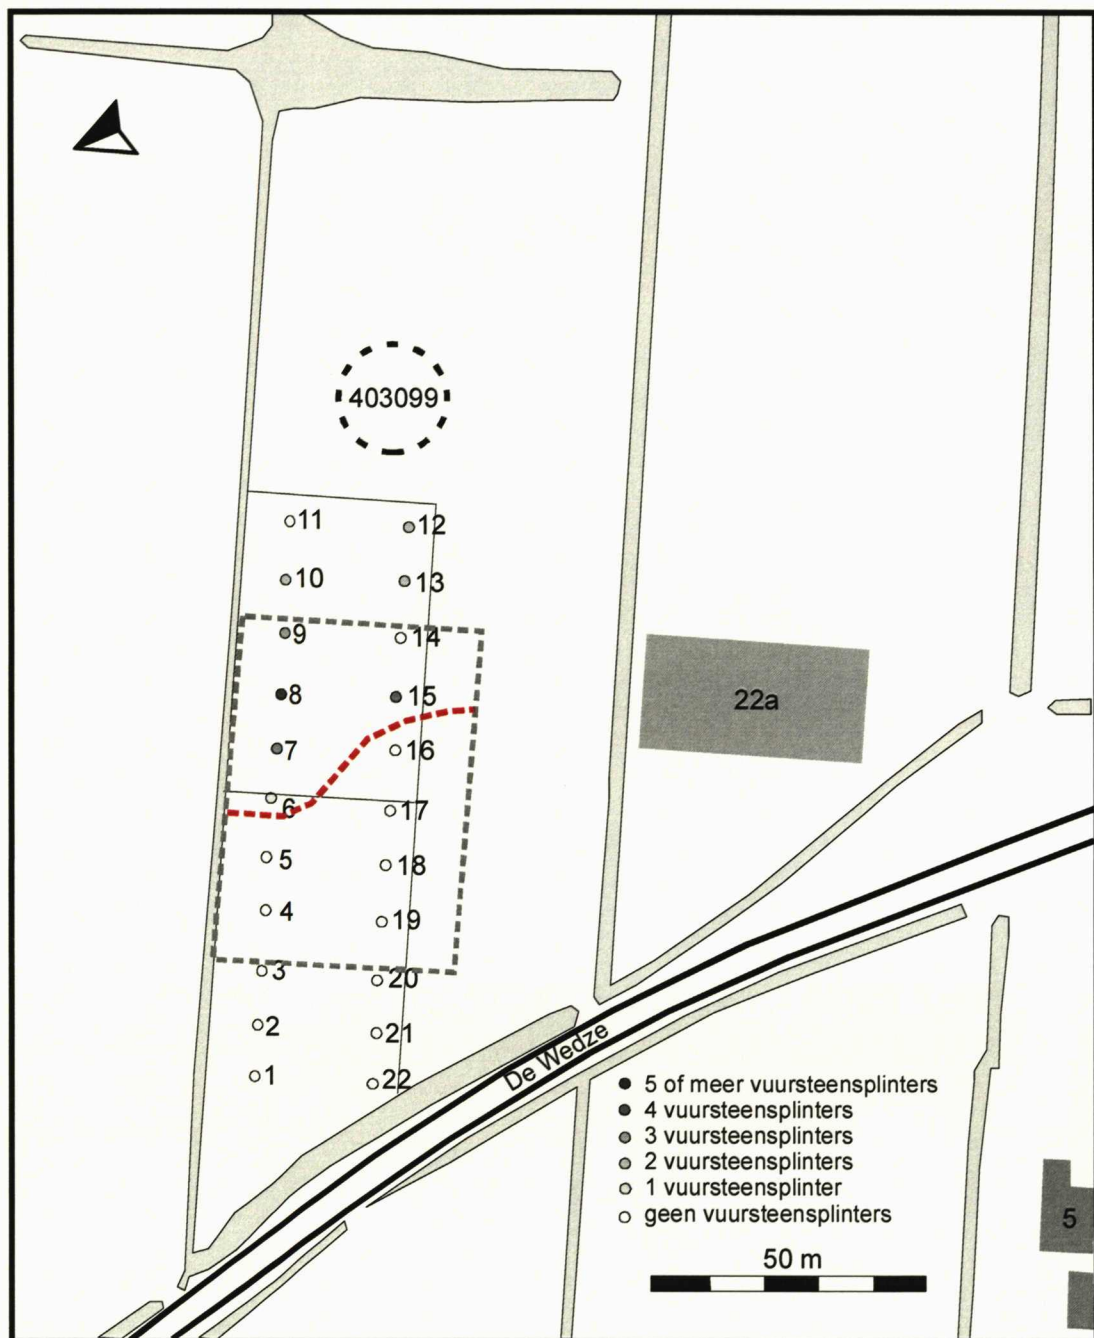 403099
11
12
10
13
9
14
8
15
22a
7
16
6
17
5
18
4
19
3
20
2
21
De Wedze
1
22
5 of meer vuursteensplinters
4 vuursteensplinters
3 vuursteensplinters
2 vuursteensplinters
1 vuursteensplinter
geen vuursteensplinters
5
50 m